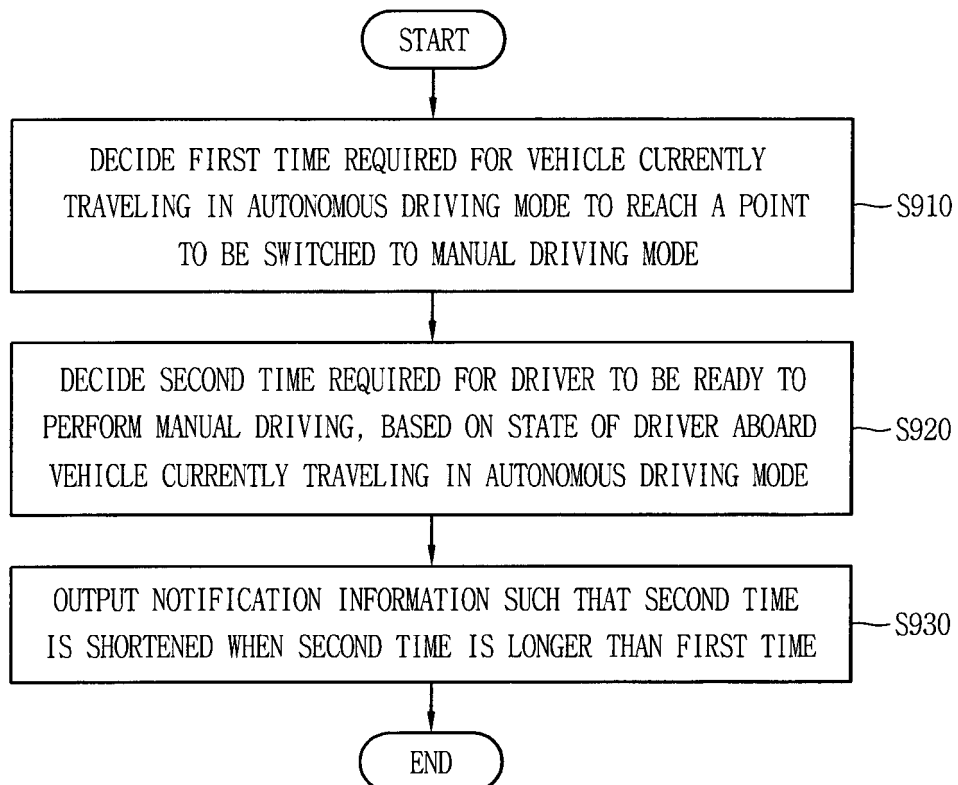 START
DECIDE FIRST TIME REQUIRED FOR VEHICLE CURRENTLY
TRAVELING IN AUTONOMOUS DRIVING MODE TO REACH A POINT
TO BE SWITCHED TO MANUAL DRIVING MODE
S910
DECIDE SECOND TIME REQUIRED FOR DRIVER TO BE READY TO
PERFORM MANUAL DRIVING, BASED ON STATE OF DRIVER ABOARD
VEHICLE CURRENTLY TRAVELING IN AUTONOMOUS DRIVING MODE
S920
OUTPUT NOTIFICATION INFORMATION SUCH THAT SECOND TIME
IS SHORTENED WHEN SECOND TIME IS LONGER THAN FIRST TIME
S930
END